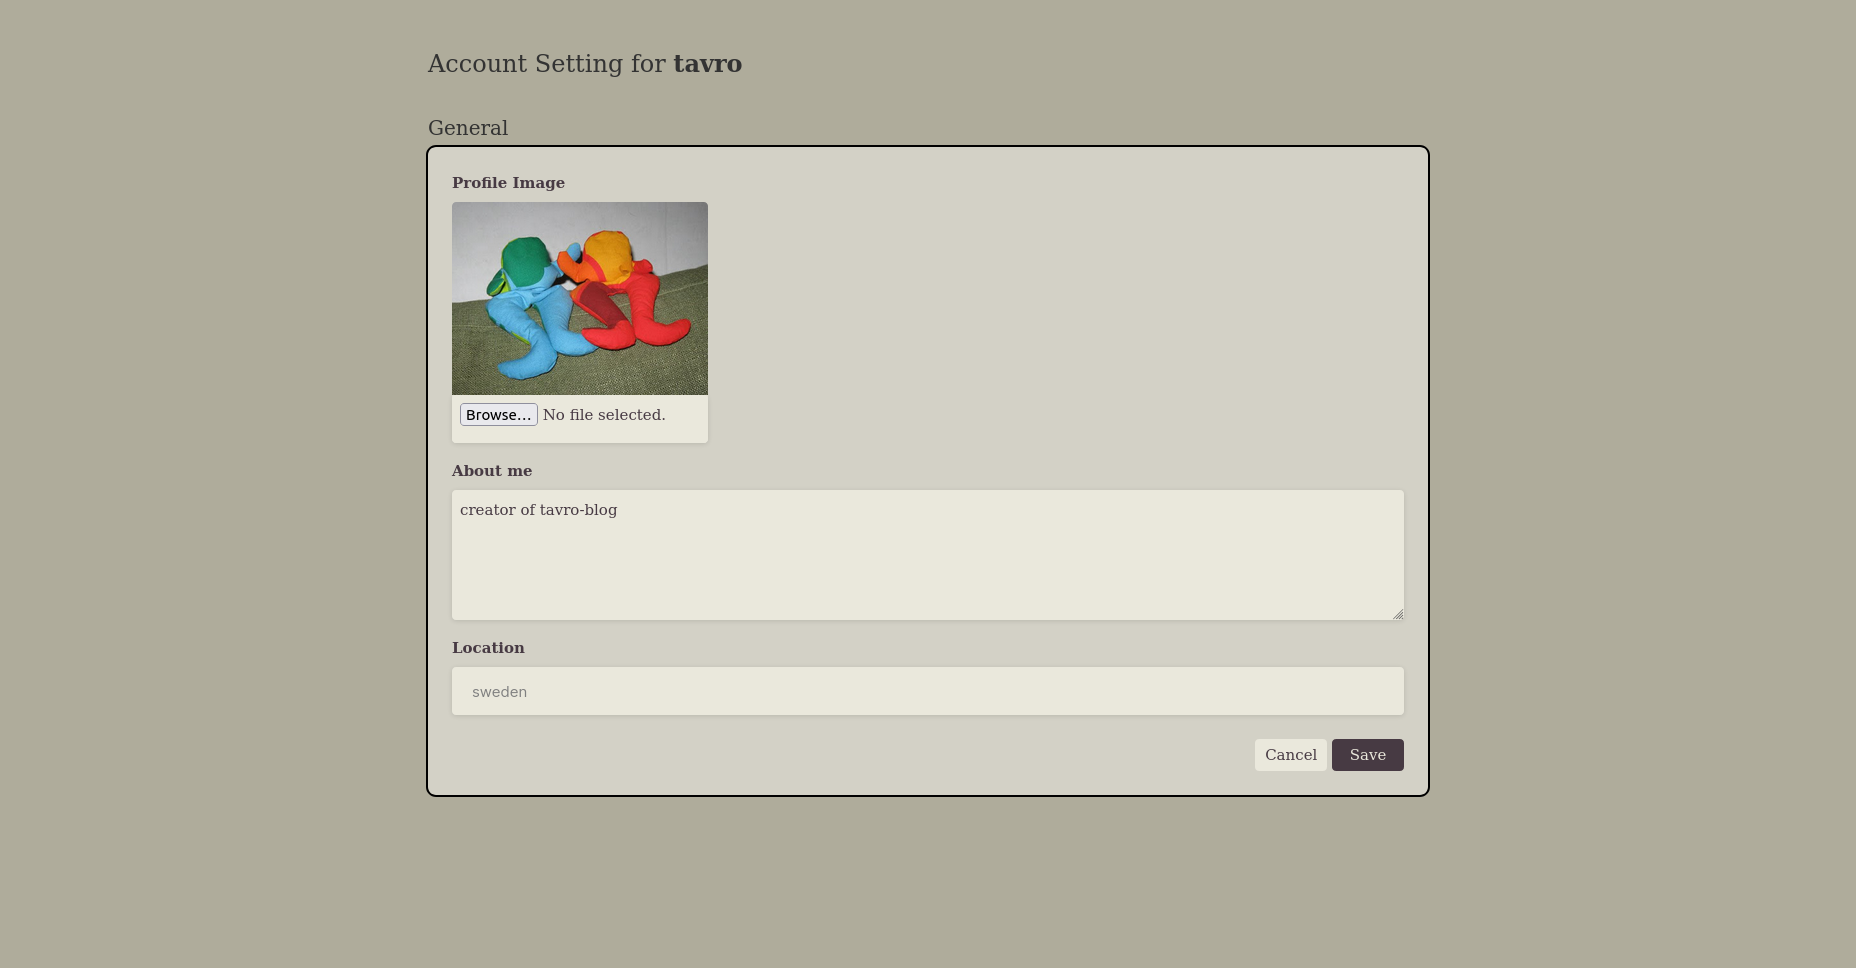 Account Setting for tavro
General
Profile Image
Browse... No file selected.
About me
creator of tavro-blog
Location
sweden
Cancel Save